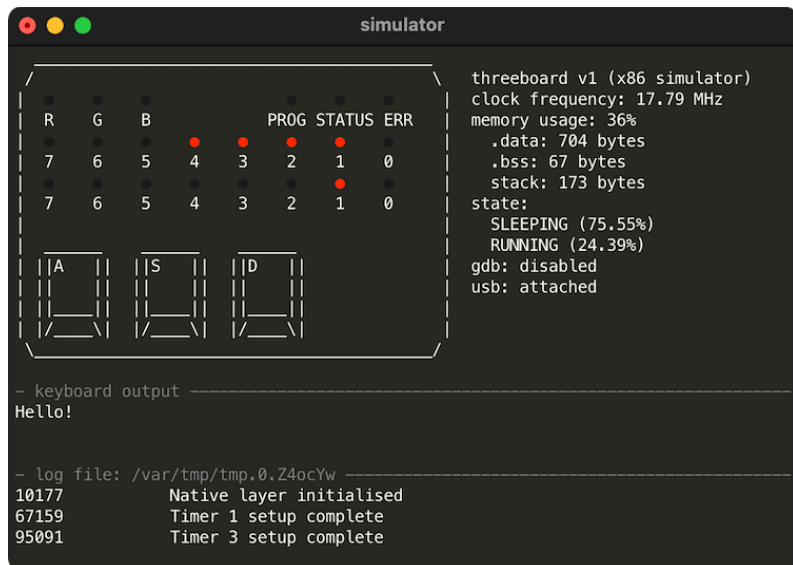 simulator
threeboard v1 (x86 simulator)
clock frequency: 17.79 MHz
R G B PROG STATUS ERR
memory usage: 36%
.data: 704 bytes
7 6 5 4 3 2 1 0
.bss: 67 bytes
stack: 173 bytes
7 6 5 4 3 2 1 0
state:
SLEEPING (75.55%)
RUNNING (24.39%)
A S D
gdb: disabled
usb: attached
keyboard output
Hello!
log file: /var/tmp/tmp.0.Z4ocYw
10177 Native layer initialised
67159 Timer 1 setup complete
95091 Timer 3 setup complete